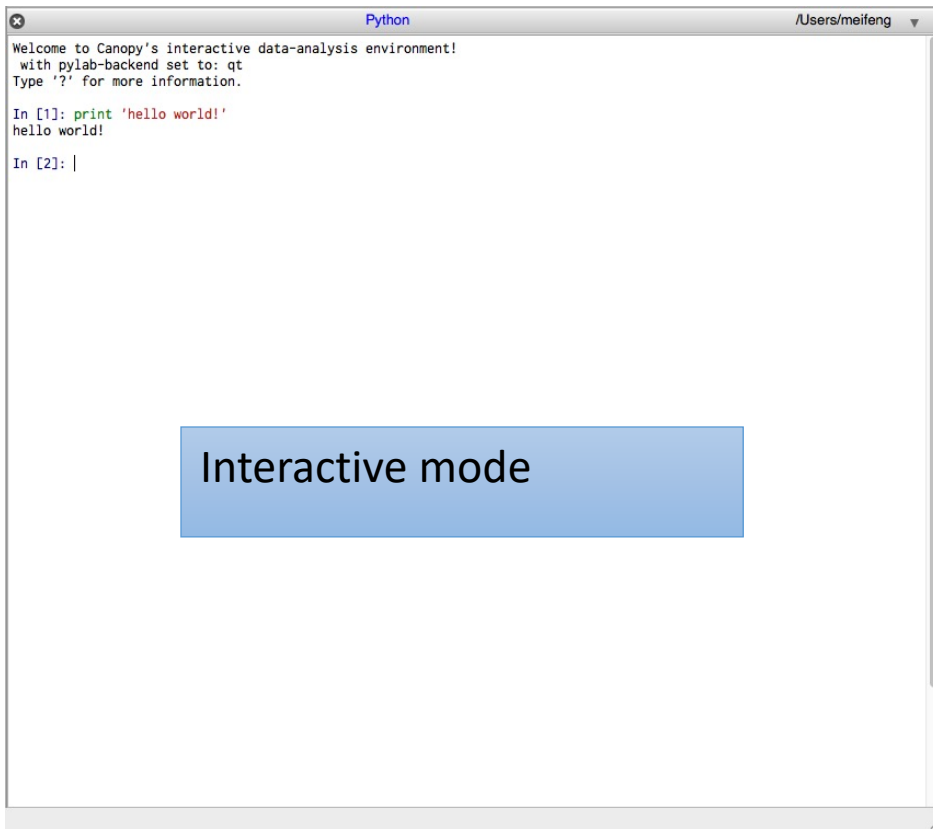 Python /Users/meifeng
Welcome to Canopy's interactive data-analysis environment!
with pylab-backend set to: qt
Type '?' for more information.
In [1]: print 'hello world!'
hello world!
In [2]:
Interactive mode